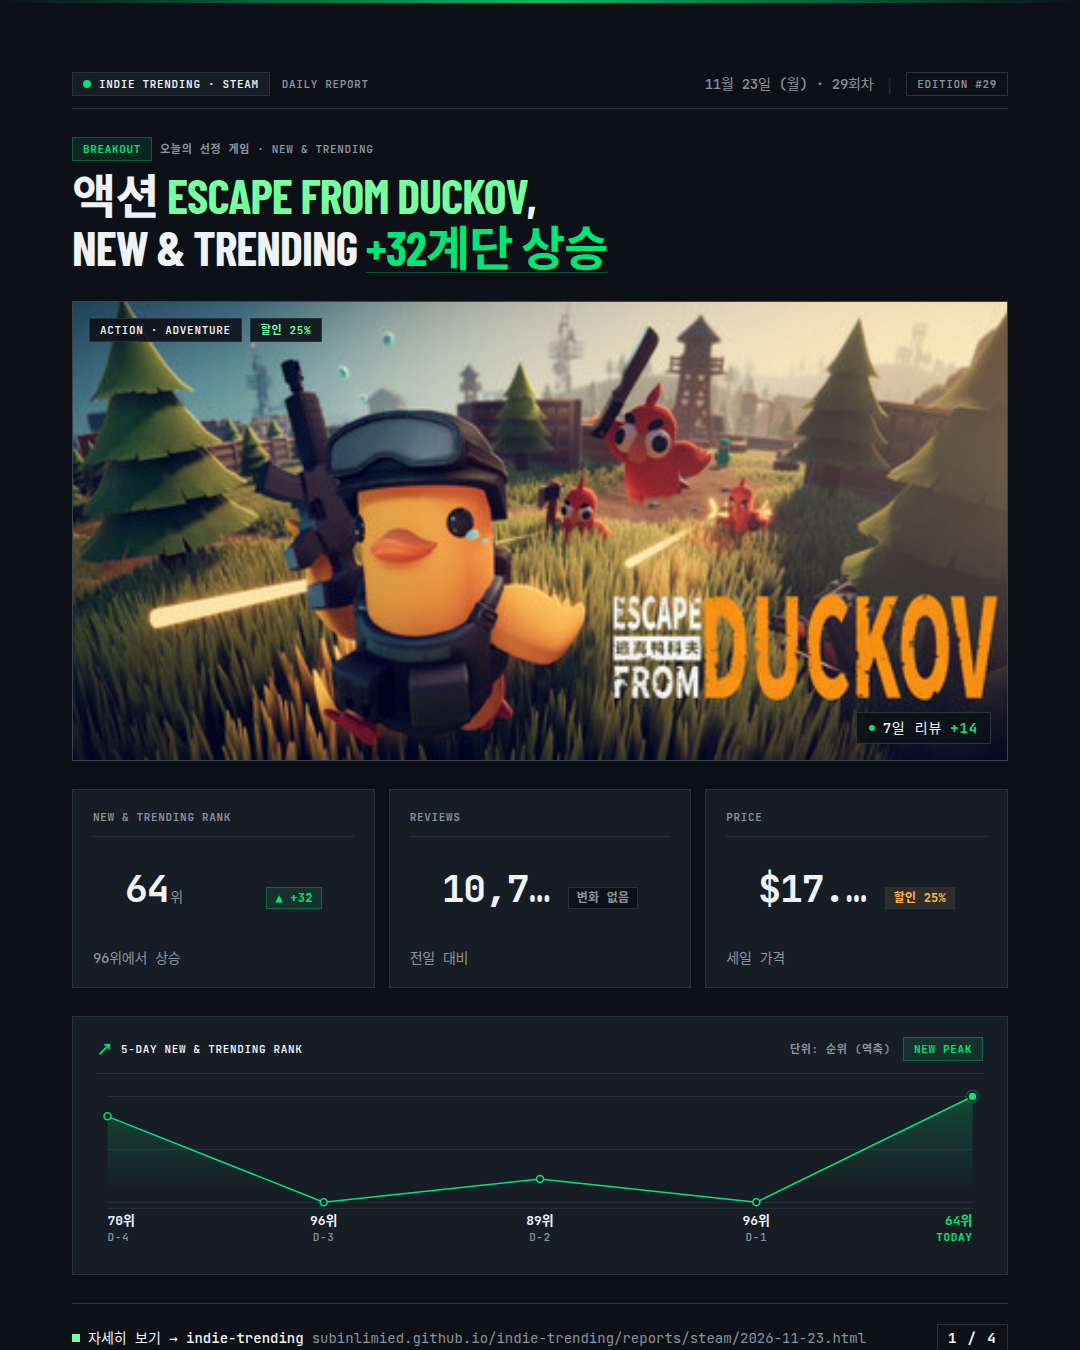 INDIE TRENDING · STEAM DAILY REPORT 11월 23일 (월) · 29회차 EDITION #29
BREAKOUT 오늘의 선정 게임 · NEW & TRENDING
액션 ESCAPE FROM DUCKOV,
NEW & TRENDING +32계단 상승
ACTION · ADVENTURE 할인 25%
ESCAPE
逃离鸭科夫
FROM
DUCKOV
7일 리뷰 +14
NEW & TRENDING RANK
64위 ▲ +32
96위에서 상승
REVIEWS
10,7… 변화 없음
전일 대비
PRICE
$17.… 할인 25%
세일 가격
↗ 5-DAY NEW & TRENDING RANK 단위: 순위 (역축) NEW PEAK
70위 96위 89위 96위 64위
D-4 D-3 D-2 D-1 TODAY
자세히 보기 → indie-trending subinlimied.github.io/indie-trending/reports/steam/2026-11-23.html 1 / 4